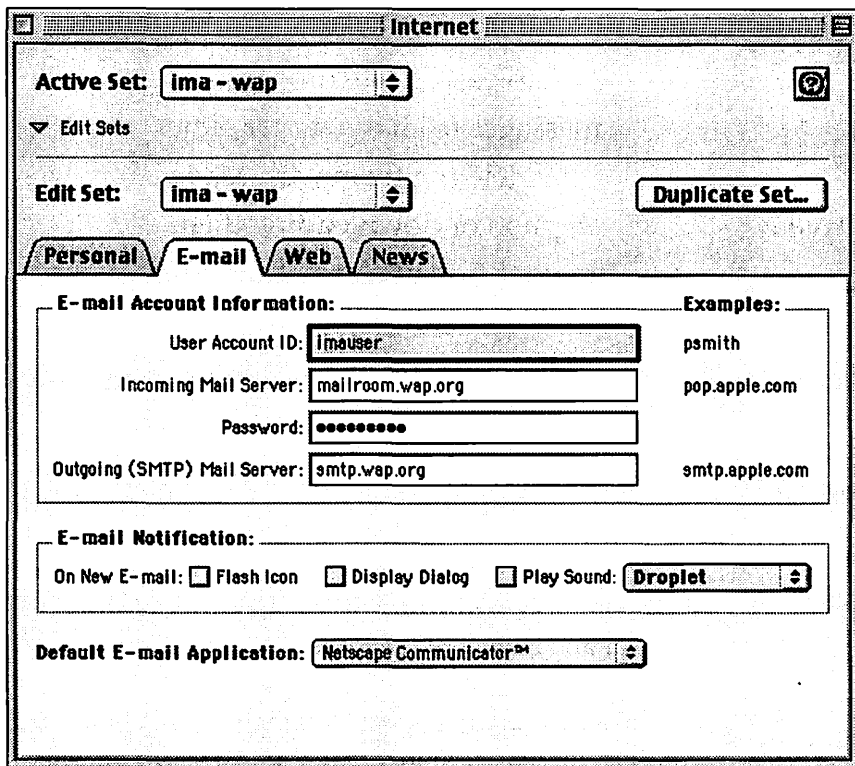 Internet
Active Set: ima - wap
Edit Sets
Edit Set: ima - wap Duplicate Set...
Personal E-mail Web News
E-mail Account Information: Examples:
User Account ID: imauser psmith
Incoming Mail Server: mailroom.wap.org pop.apple.com
Password: •••••••••
Outgoing (SMTP) Mail Server: smtp.wap.org smtp.apple.com
E-mail Notification:
On New E-mail: Flash Icon Display Dialog Play Sound: Droplet
Default E-mail Application: Netscape Communicator™